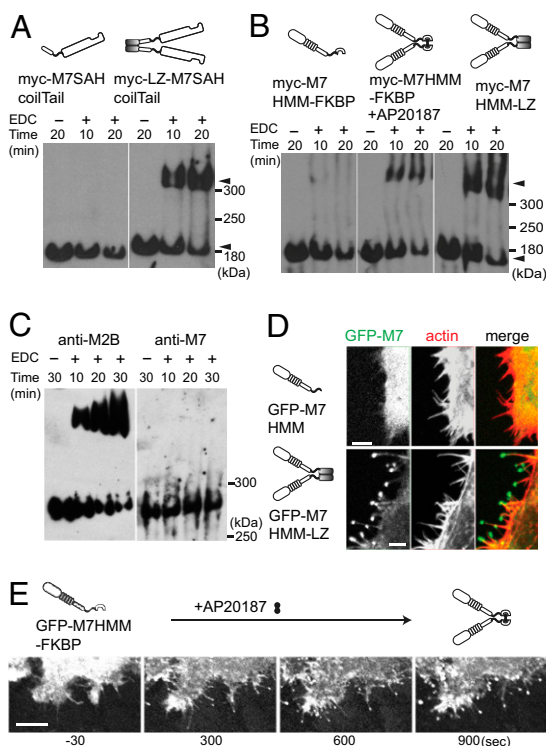 A
myc-M7SAH
coilTail
myc-LZ-M7SAH
coilTail
EDC – + + – + +
Time 20 10 20 20 10 20
(min)
300
250
180
(kDa)
B
myc-M7
HMM-FKBP
myc-M7HMM
-FKBP
+AP20187
myc-M7
HMM-LZ
EDC – + + – + + – + +
Time 20 10 20 20 10 20 20 10 20
(min)
300
250
180
(kDa)
C
anti-M2B anti-M7
EDC – + + + – + + +
Time 30 10 20 30 30 10 20 30
(min)
300
(kDa)
250
D
GFP-M7 actin merge
GFP-M7
HMM
GFP-M7
HMM-LZ
E
GFP-M7HMM
-FKBP
+AP20187
-30 300 600 900(sec)